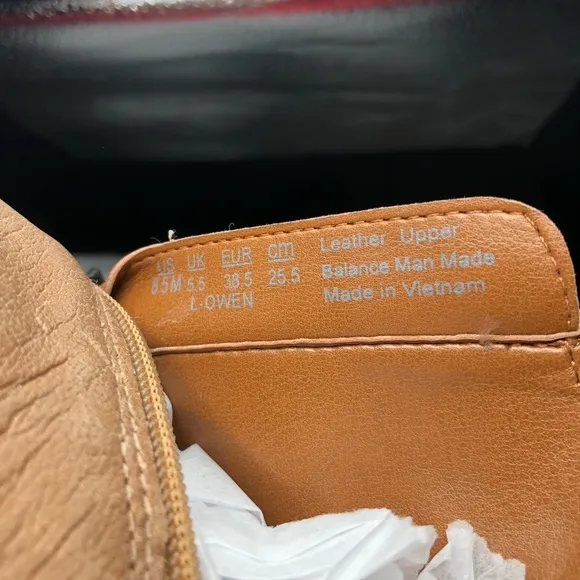 US UK EUR cm
8.5M 5.5 38.5 25.5
L-OWEN
Leather Upper
Balance Man Made
Made in Vietnam